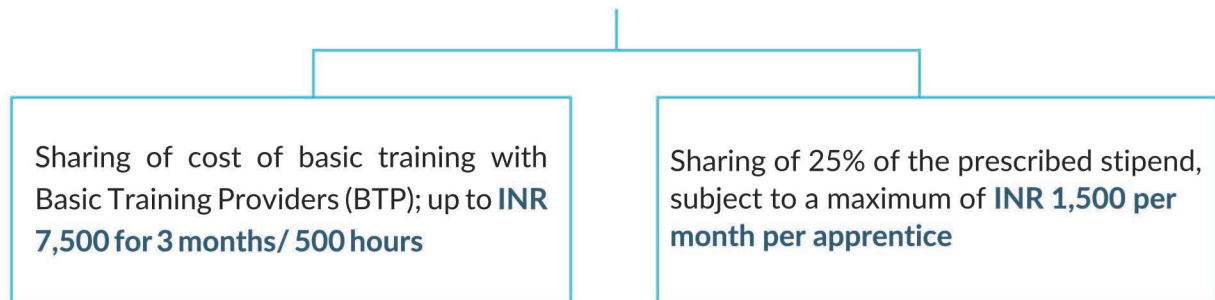 Sharing of cost of basic training with
Basic Training Providers (BTP); up to INR
7,500 for 3 months/ 500 hours
Sharing of 25% of the prescribed stipend,
subject to a maximum of INR 1,500 per
month per apprentice